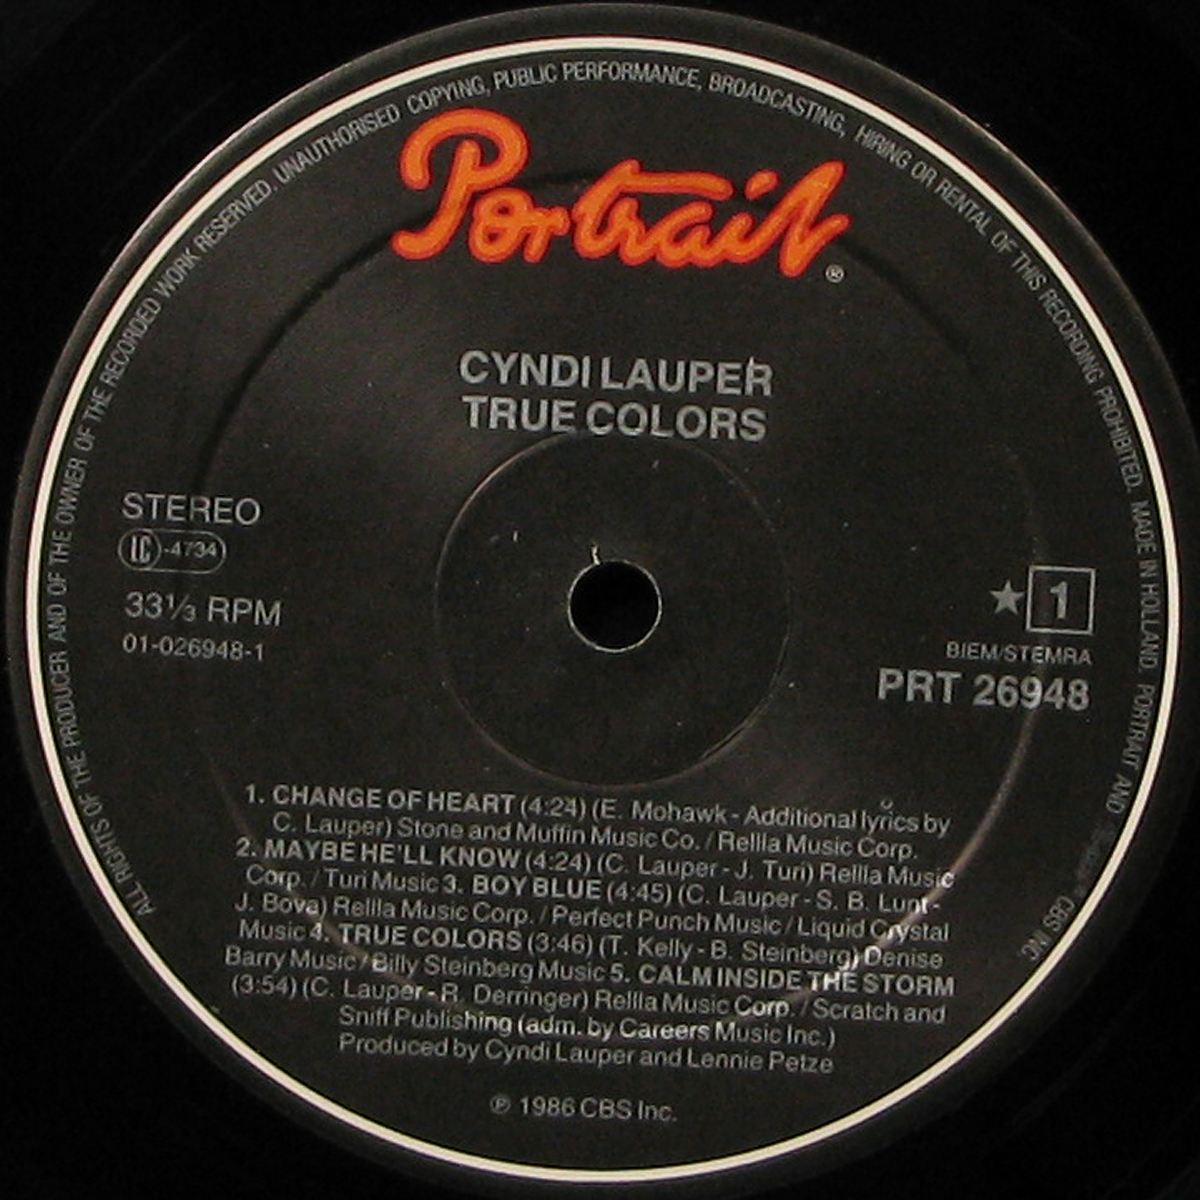 ALL RIGHTS OF THE PRODUCER AND OF THE OWNER OF THE RECORDED WORK RESERVED. UNAUTHORISED COPYING, PUBLIC PERFORMANCE, BROADCASTING, HIRING OR RENTAL OF THIS RECORDING PROHIBITED. MADE IN HOLLAND. PORTRAIT AND CBS INC.
Portrait ®
CYNDI LAUPER
TRUE COLORS
STEREO
LC-4734
33⅓ RPM
01-026948-1
★ 1
BIEM/STEMRA
PRT 26948
1. CHANGE OF HEART (4:24) (E. Mohawk - Additional lyrics by
C. Lauper) Stone and Muffin Music Co. / Rellla Music Corp.
2. MAYBE HE'LL KNOW (4:24) (C. Lauper - J. Turi) Rellla Music
Corp. / Turi Music 3. BOY BLUE (4:45) (C. Lauper - S. B. Lunt -
J. Bova) Rellla Music Corp. / Perfect Punch Music / Liquid Crystal
Music 4. TRUE COLORS (3:46) (T. Kelly - B. Steinberg) Denise
Barry Music / Billy Steinberg Music 5. CALM INSIDE THE STORM
(3:54) (C. Lauper - R. Derringer) Rellla Music Corp. / Scratch and
Sniff Publishing (adm. by Careers Music Inc.)
Produced by Cyndi Lauper and Lennie Petze
℗ 1986 CBS Inc.